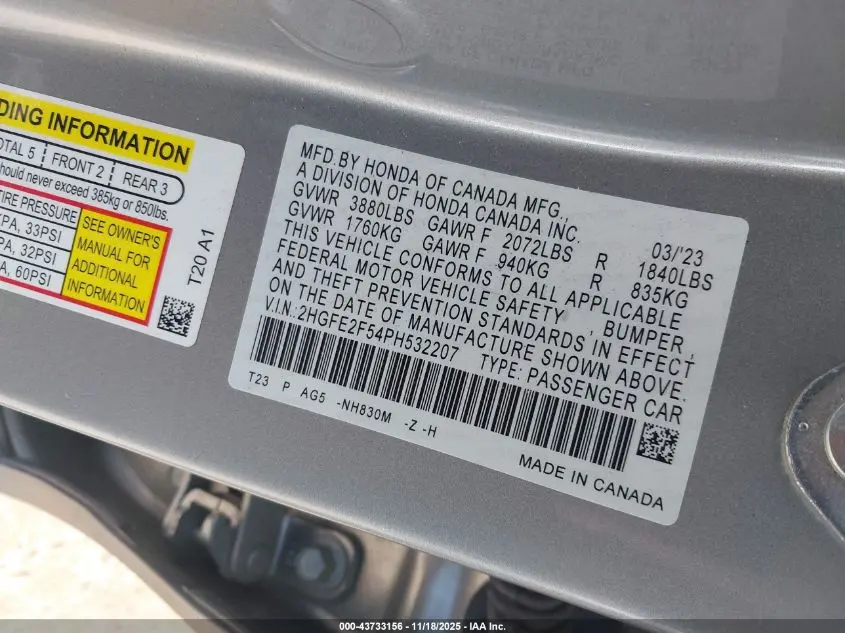 DING INFORMATION
OTAL 5 FRONT 2 REAR 3
hould never exceed 385kg or 850lbs.
TIRE PRESSURE
KPA, 33PSI
PA, 32PSI
A, 60PSI
SEE OWNER'S
MANUAL FOR
ADDITIONAL
INFORMATION
T20 A1
MFD.BY HONDA OF CANADA MFG.,
A DIVISION OF HONDA CANADA INC. 03/'23
GVWR 3880LBS GAWR F 2072LBS R 1840LBS
GVWR 1760KG GAWR F 940KG R 835KG
THIS VEHICLE CONFORMS TO ALL APPLICABLE
FEDERAL MOTOR VEHICLE SAFETY , BUMPER ,
AND THEFT PREVENTION STANDARDS IN EFFECT
ON THE DATE OF MANUFACTURE SHOWN ABOVE.
V.I.N.:2HGFE2F54PH532207 TYPE: PASSENGER CAR
T23 P AG5 -NH830M -Z -H
MADE IN CANADA
000-43733156 - 11/18/2025 - IAA Inc.